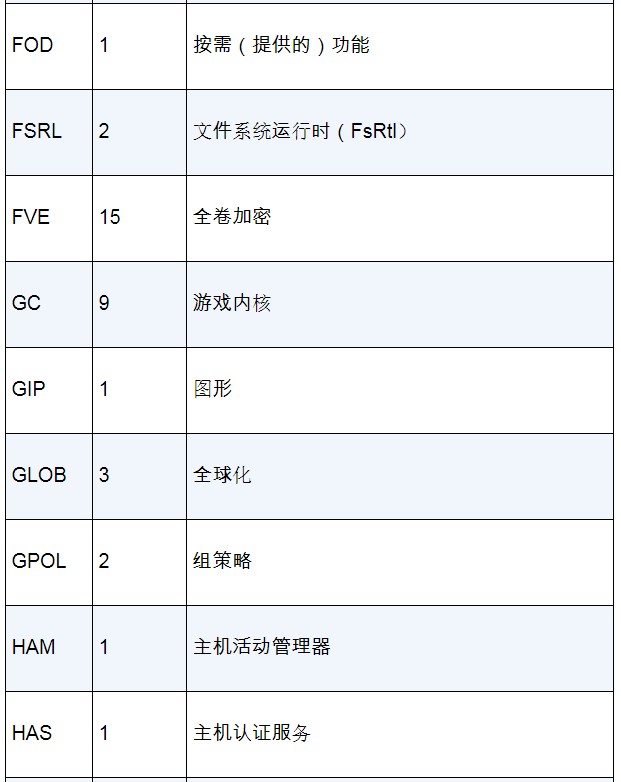 FOD 1 按需（提供的）功能
FSRL 2 文件系统运行时（FsRtl）
FVE 15 全卷加密
GC 9 游戏内核
GIP 1 图形
GLOB 3 全球化
GPOL 2 组策略
HAM 1 主机活动管理器
HAS 1 主机认证服务